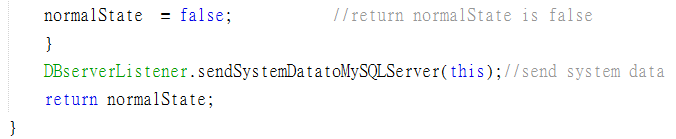 normalState  = false;          //return normalState is false
}
DBserverListener.sendSystemDatatoMySQLServer(this);//send system data
return normalState;
}